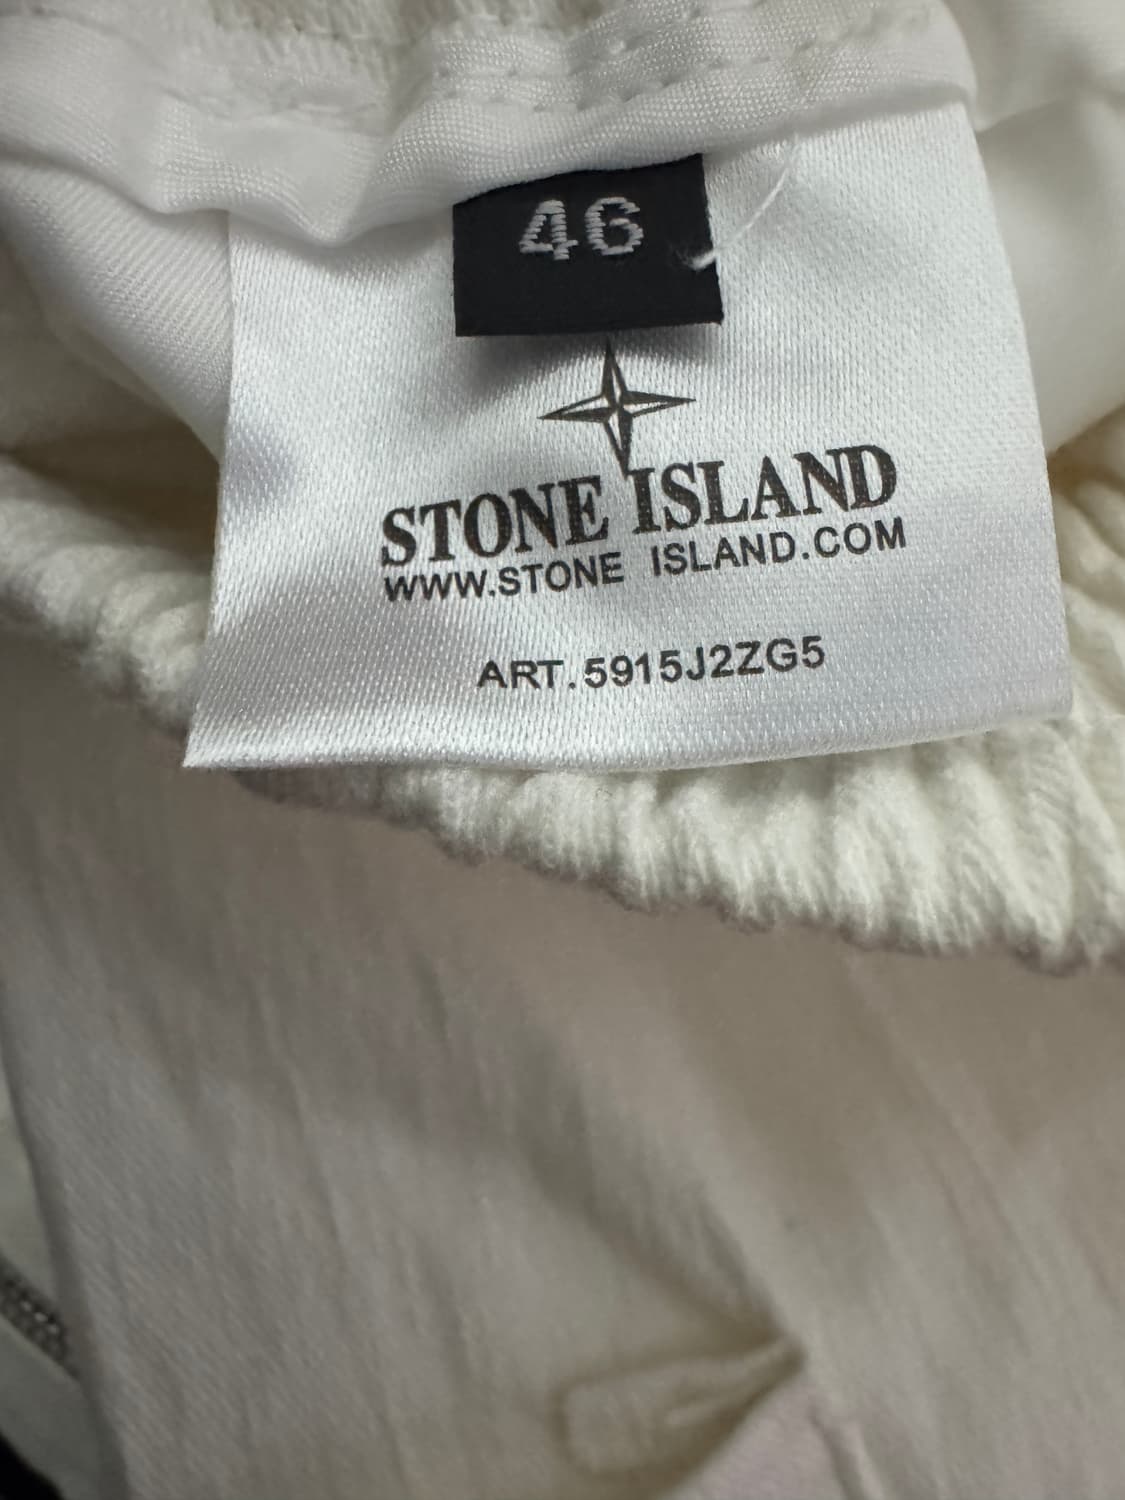 46
STONE ISLAND
WWW.STONE ISLAND.COM
ART.5915J2ZG5